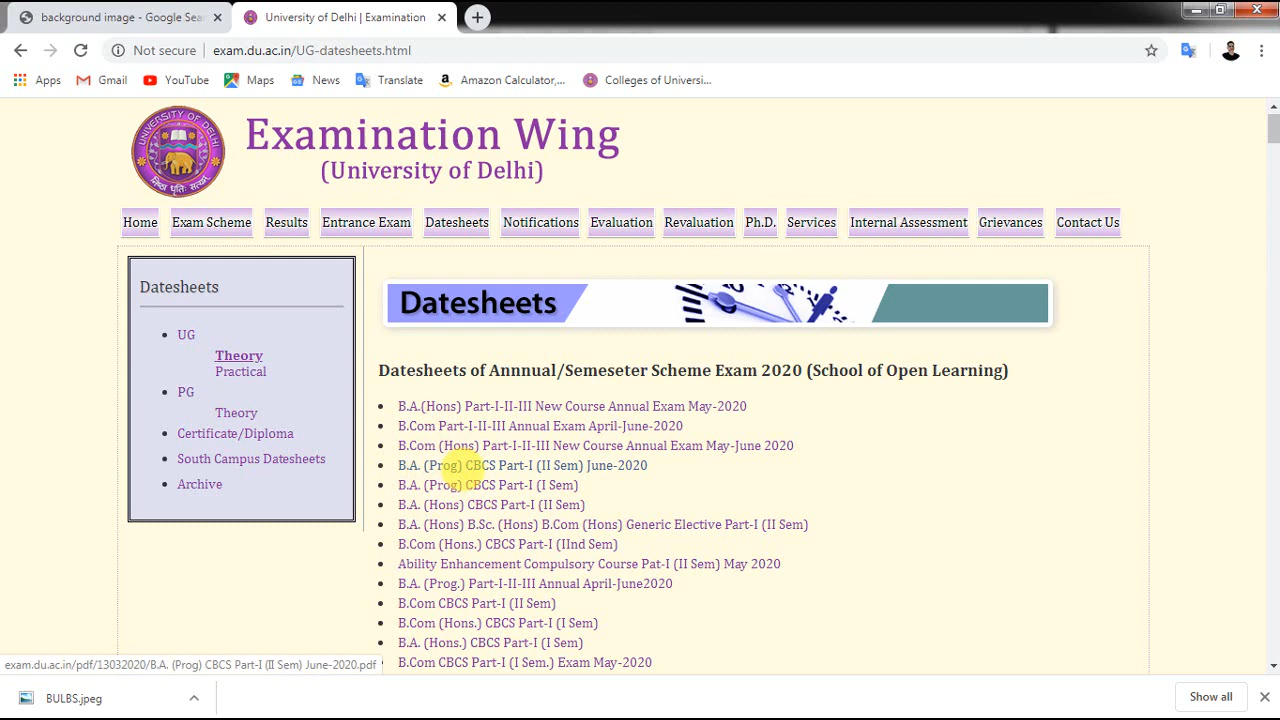 background image - Google Sea
University of Delhi | Examination
Not secure
exam.du.ac.in/UG-datesheets.html
Apps
Gmail
YouTube
Maps
News
Translate
Amazon Calculator,...
Colleges of Universi...
UNIVERSITY OF DELHI
निष्ठा धृतिः सत्यम्
Examination Wing
(University of Delhi)
Home
Exam Scheme
Results
Entrance Exam
Datesheets
Notifications
Evaluation
Revaluation
Ph.D.
Services
Internal Assessment
Grievances
Contact Us
Datesheets
UG
Theory
Practical
PG
Theory
Certificate/Diploma
South Campus Datesheets
Archive
Datesheets
Datesheets of Annnual/Semeseter Scheme Exam 2020 (School of Open Learning)
B.A.(Hons) Part-I-II-III New Course Annual Exam May-2020
B.Com Part-I-II-III Annual Exam April-June-2020
B.Com (Hons) Part-I-II-III New Course Annual Exam May-June 2020
B.A. (Prog) CBCS Part-I (II Sem) June-2020
B.A. (Prog) CBCS Part-I (I Sem)
B.A. (Hons) CBCS Part-I (II Sem)
B.A. (Hons) B.Sc. (Hons) B.Com (Hons) Generic Elective Part-I (II Sem)
B.Com (Hons.) CBCS Part-I (IInd Sem)
Ability Enhancement Compulsory Course Pat-I (II Sem) May 2020
B.A. (Prog.) Part-I-II-III Annual April-June2020
B.Com CBCS Part-I (II Sem)
B.Com (Hons.) CBCS Part-I (I Sem)
B.A. (Hons.) CBCS Part-I (I Sem)
B.Com CBCS Part-I (I Sem.) Exam May-2020
exam.du.ac.in/pdf/13032020/B.A. (Prog) CBCS Part-I (II Sem) June-2020.pdf
BULBS.jpeg
Show all